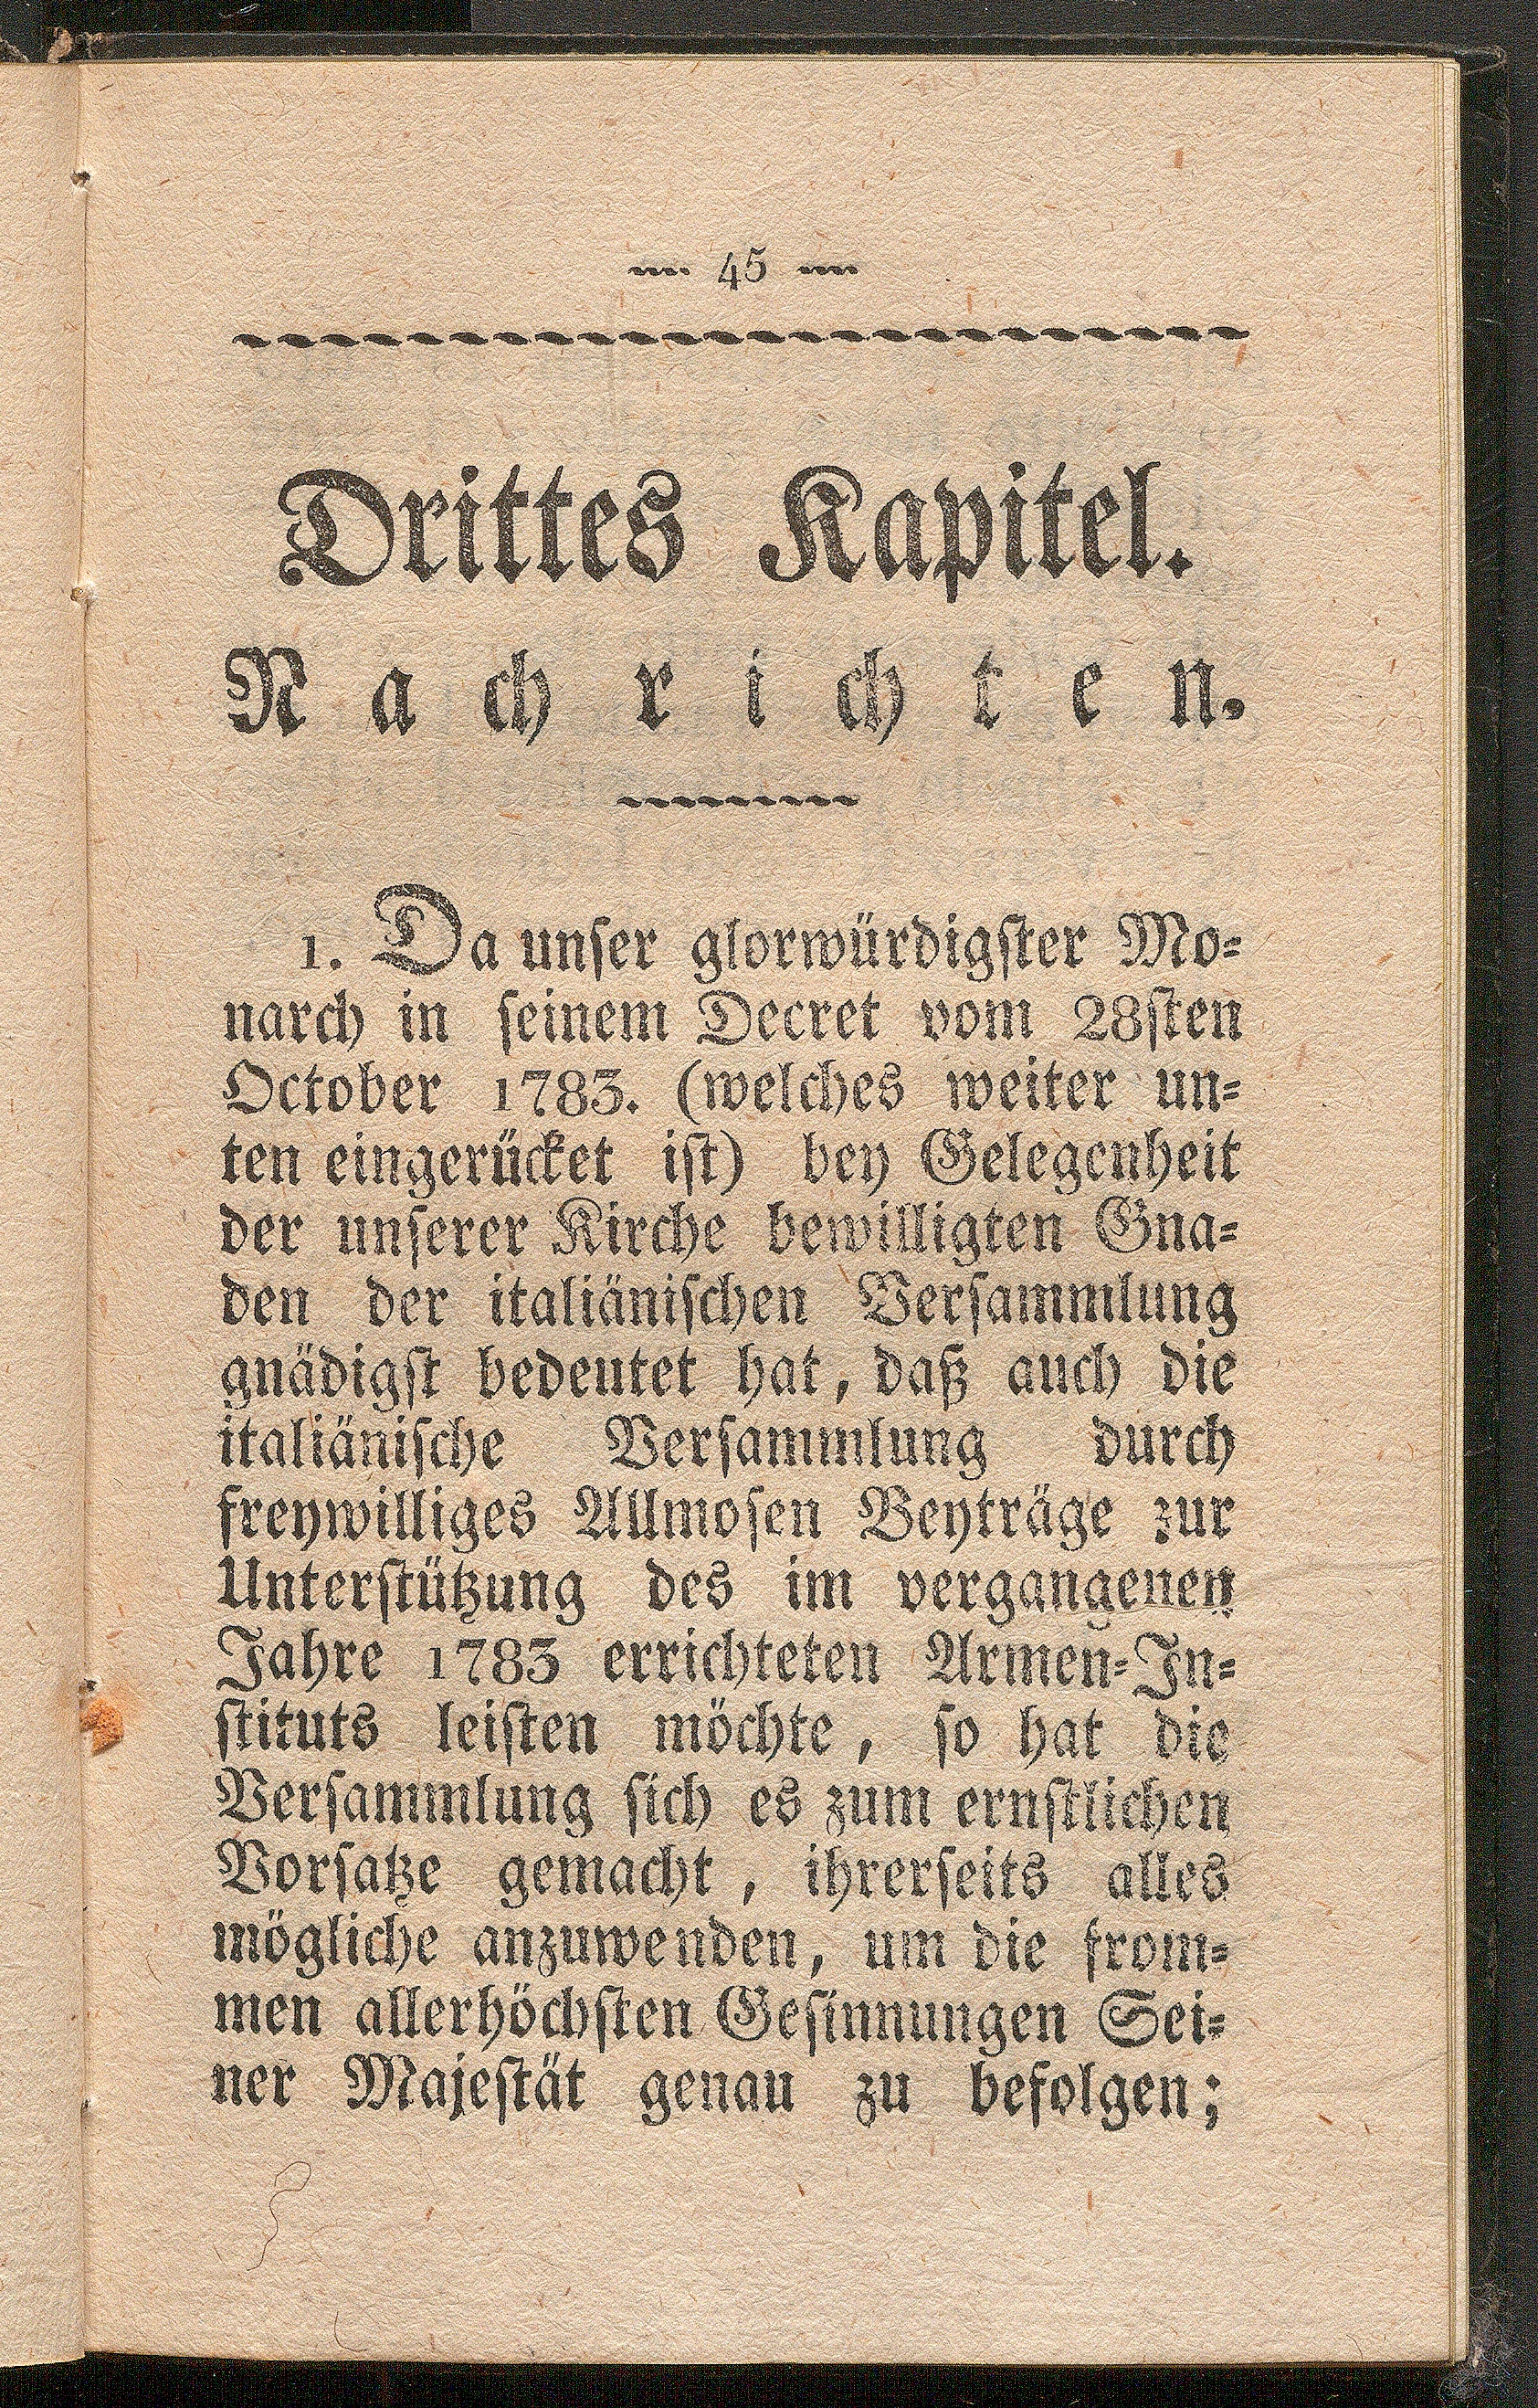 45
Drittes Kapitel.
Nachrichten.
1. Da unser glorwürdigster Mo=
narch in seinem Decret vom 28sten
October 1783. (welches weiter un=
ten eingerücket ist) bey Gelegenheit
der unserer Kirche bewilligten Gna=
den der italiänischen Versammlung
gnädigst bedeutet hat, daß auch die
italiänische Versammlung durch
freywilliges Allmosen Beyträge zur
Unterstützung des im vergangenen
Jahre 1783 errichteten Armen=In=
stituts leisten möchte, so hat die
Versammlung sich es zum ernstlichen
Vorsatze gemacht, ihrerseits alles
mögliche anzuwenden, um die from=
men allerhöchsten Gesinnungen Sei=
ner Majestät genau zu befolgen;